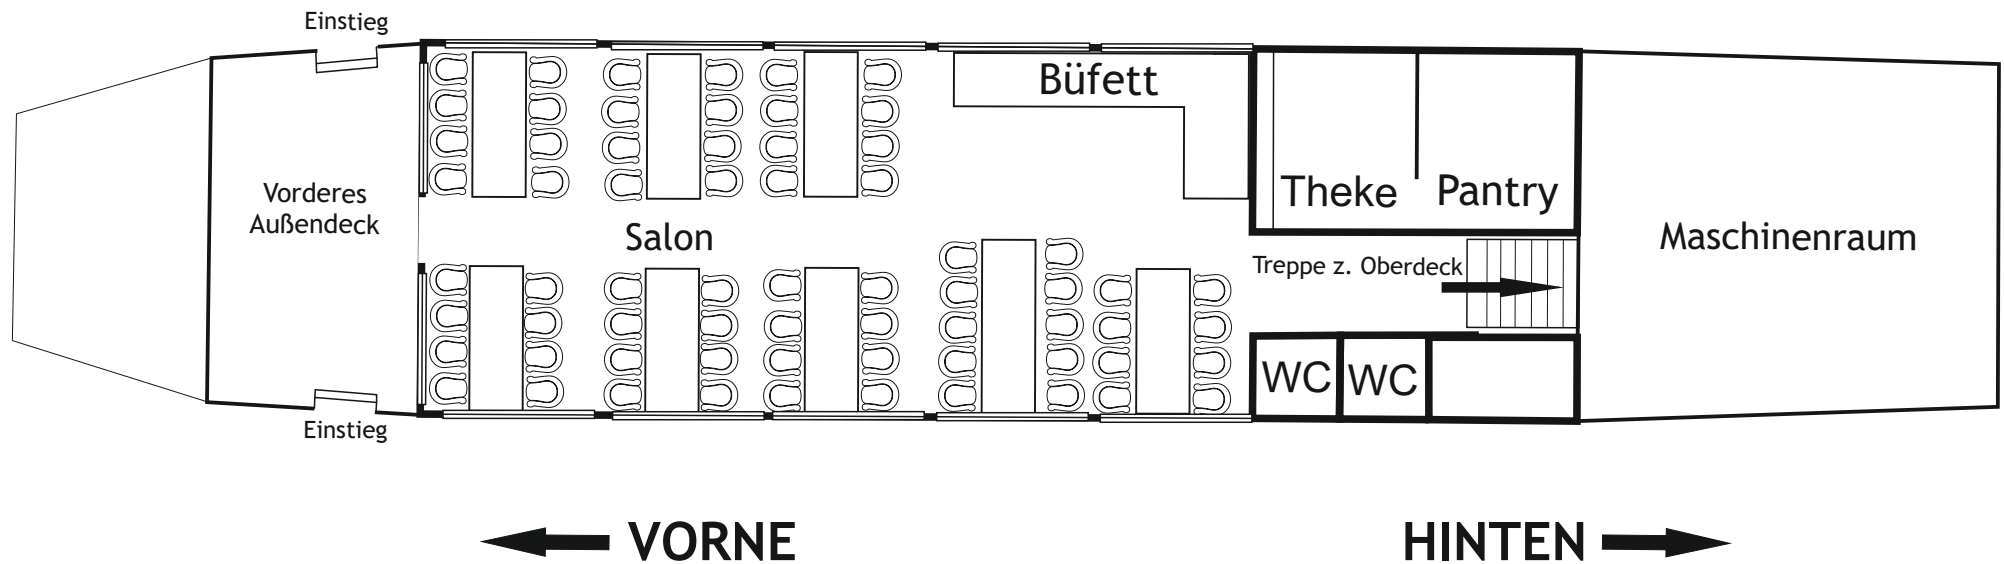 Einstieg
Büfett
Vorderes
Außendeck
Salon
Theke
Pantry
Maschinenraum
Treppe z. Oberdeck
WC
WC
Einstieg
VORNE
HINTEN